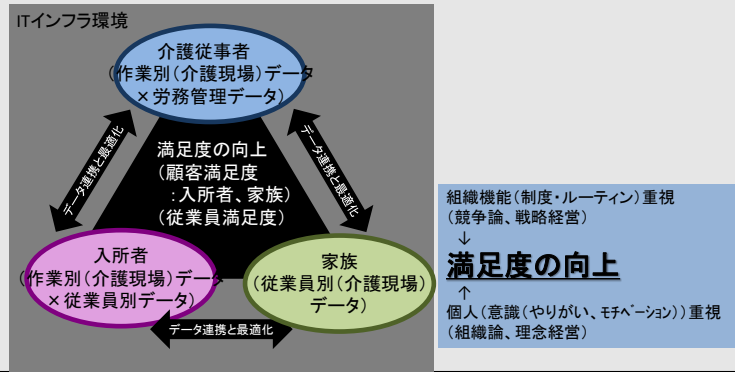 ITインフラ環境
介護従事者
(作業別(介護現場)データ
×労務管理データ)
データ連携と最適化
データ連携と最適化
満足度の向上
(顧客満足度
:入所者、家族)
(従業員満足度)
入所者
(作業別(介護現場)データ
×従業員別データ)
家族
(従業員別(介護現場)
データ)
データ連携と最適化
組織機能(制度・ルーティン)重視
(競争論、戦略経営)
↓
満足度の向上
↑
個人(意識(やりがい、モチベーション))重視
(組織論、理念経営)